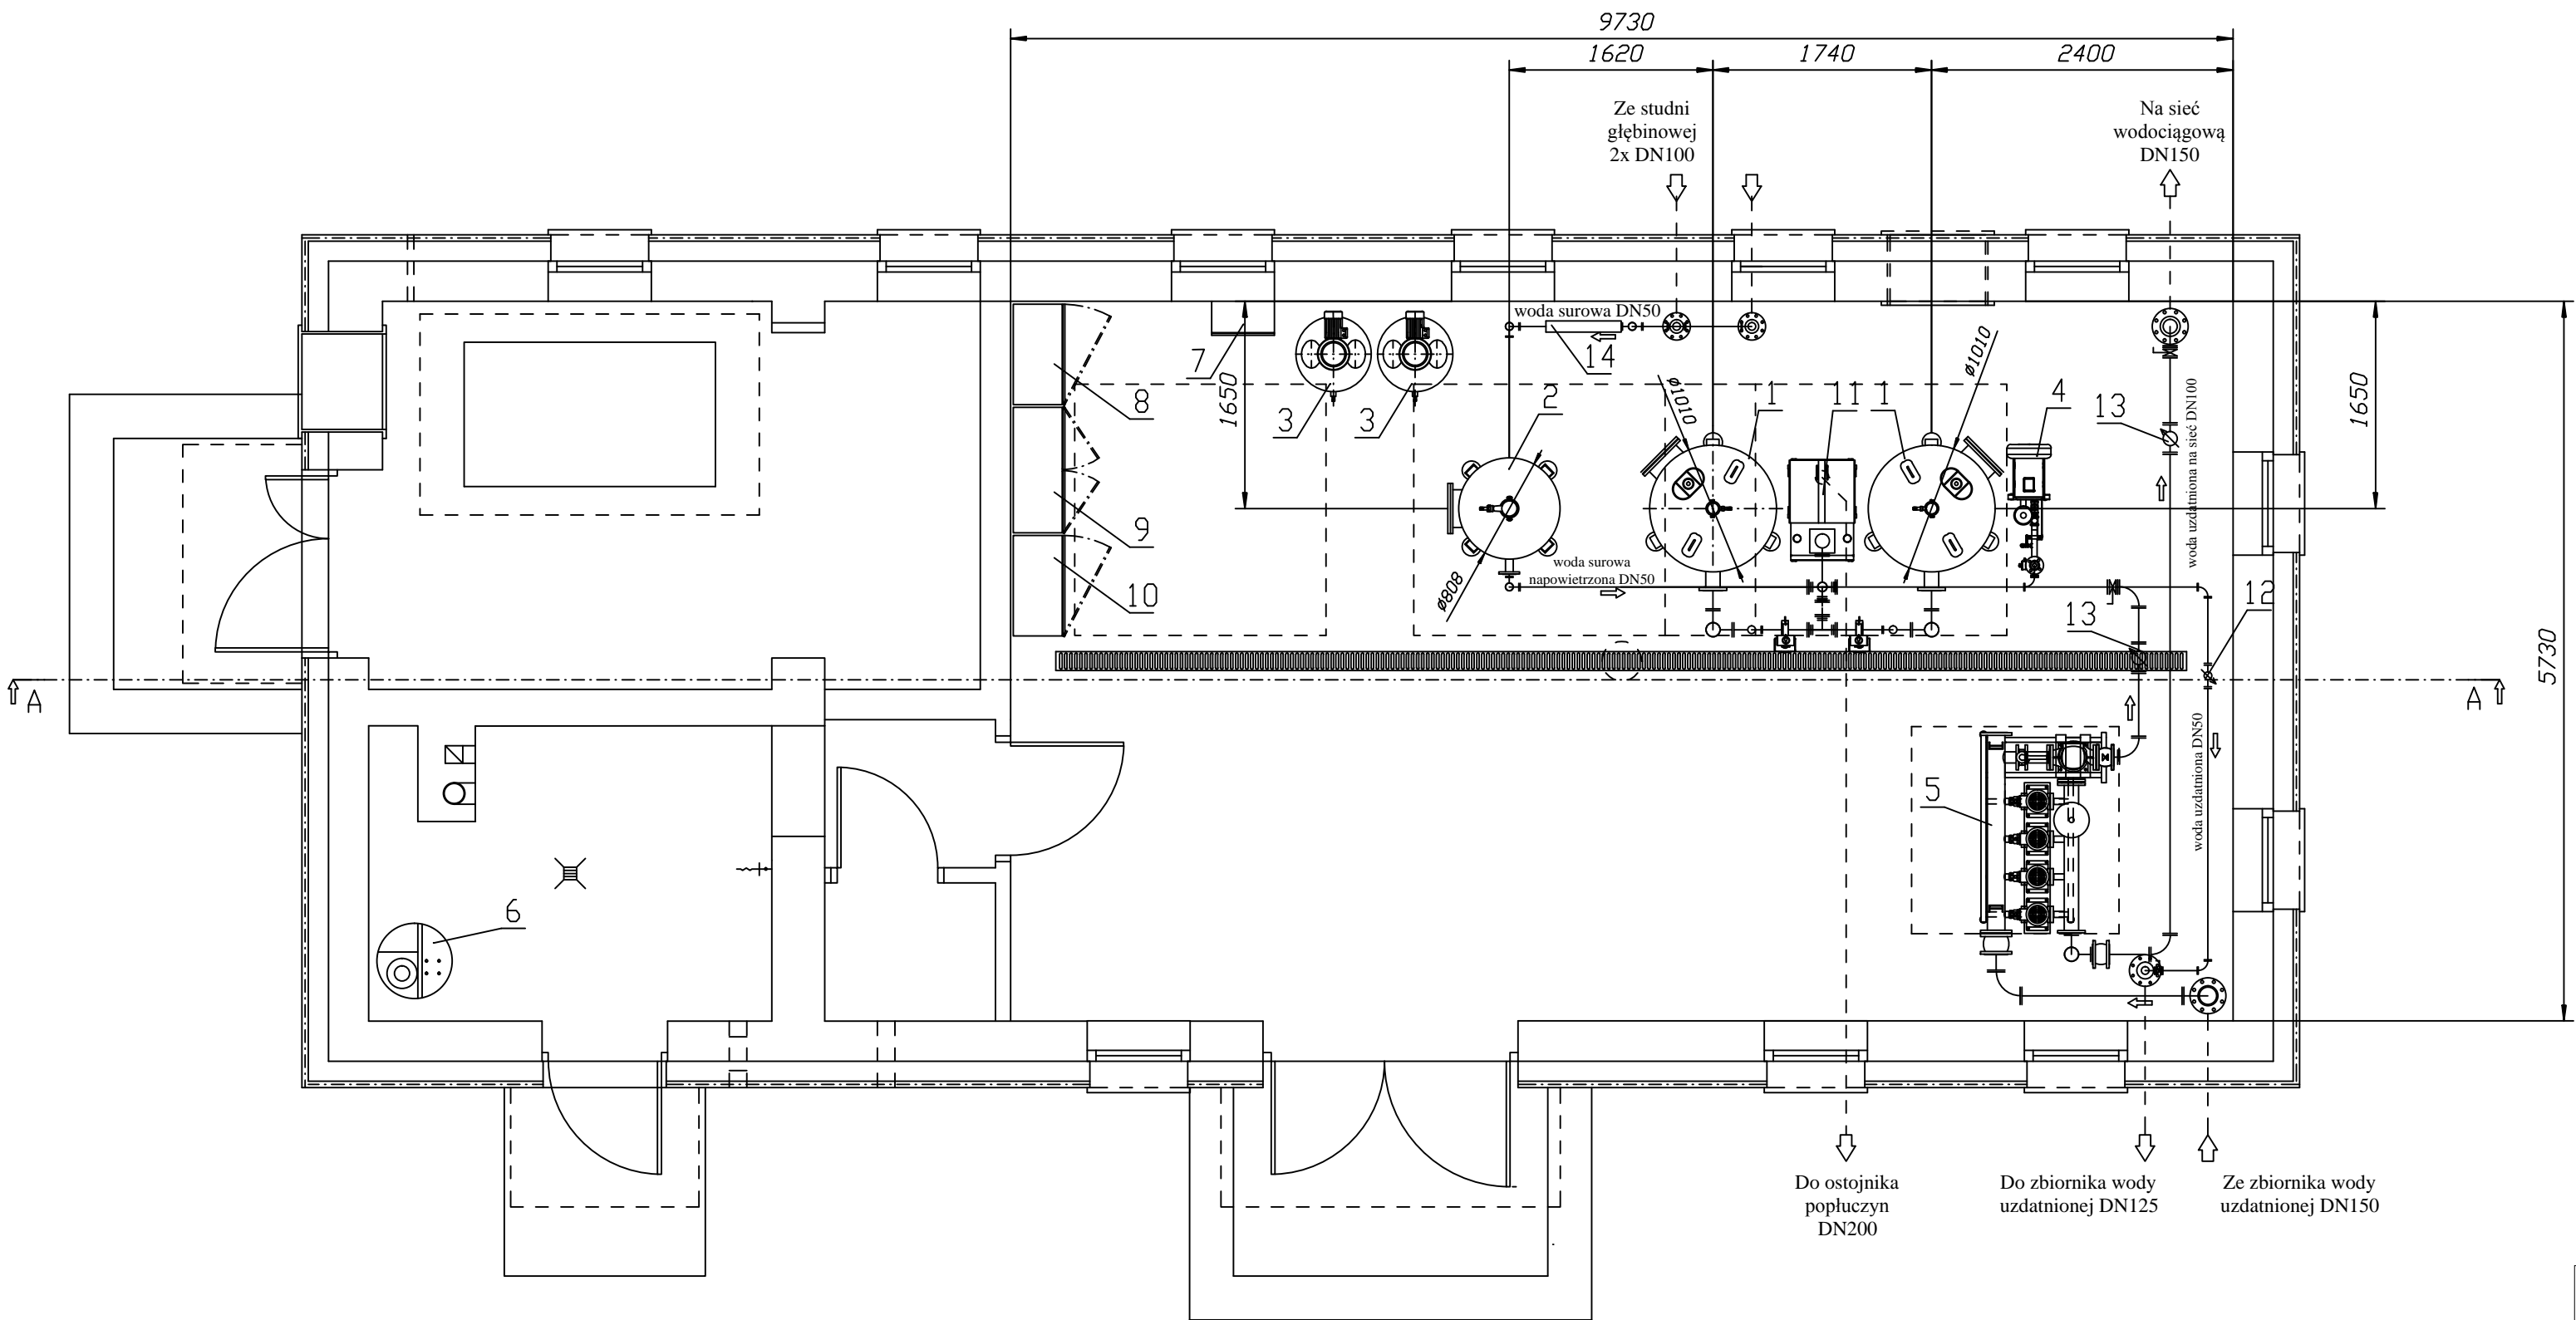 9730
1620
1740
2400
Ze studni
głębinowej
2x DN100
Na sieć
wodociągową
DN150
woda surowa DN50
14
7
1650
8
3
3
2
ø1010
1
11
1
ø1010
4
13
woda uzdatniona na sieć DN100
1650
9
10
ø808
woda surowa
napowietrzona DN50
13
12
5730
A
A
woda uzdatniona DN50
5
6
Do ostojnika
popłuczyn
DN200
Do zbiornika wody
uzdatnionej DN125
Ze zbiornika wody
uzdatnionej DN150